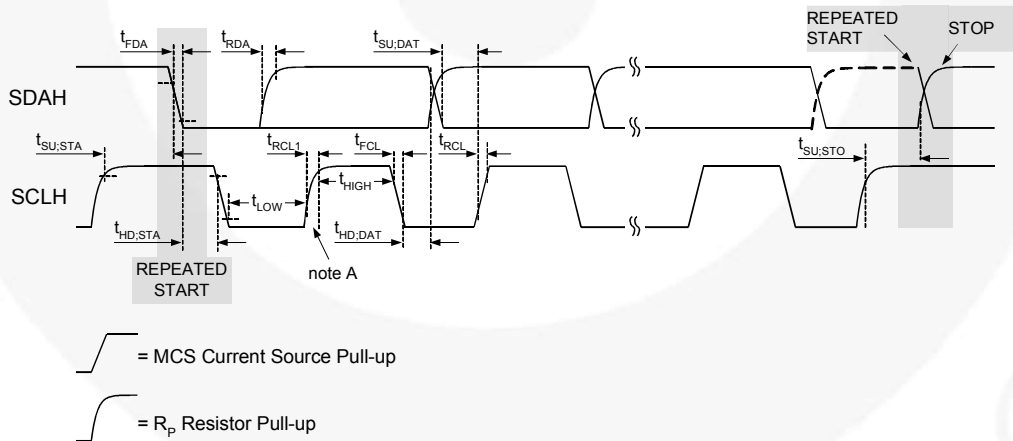 REPEATED
START
STOP
tFDA
tRDA
tSU;DAT
SDAH
tSU;STA
tRCL1
tFCL
tRCL
tSU;STO
tHIGH
SCLH
tLOW
tHD;STA
tHD;DAT
REPEATED
START
note A
= MCS Current Source Pull-up
= RP Resistor Pull-up